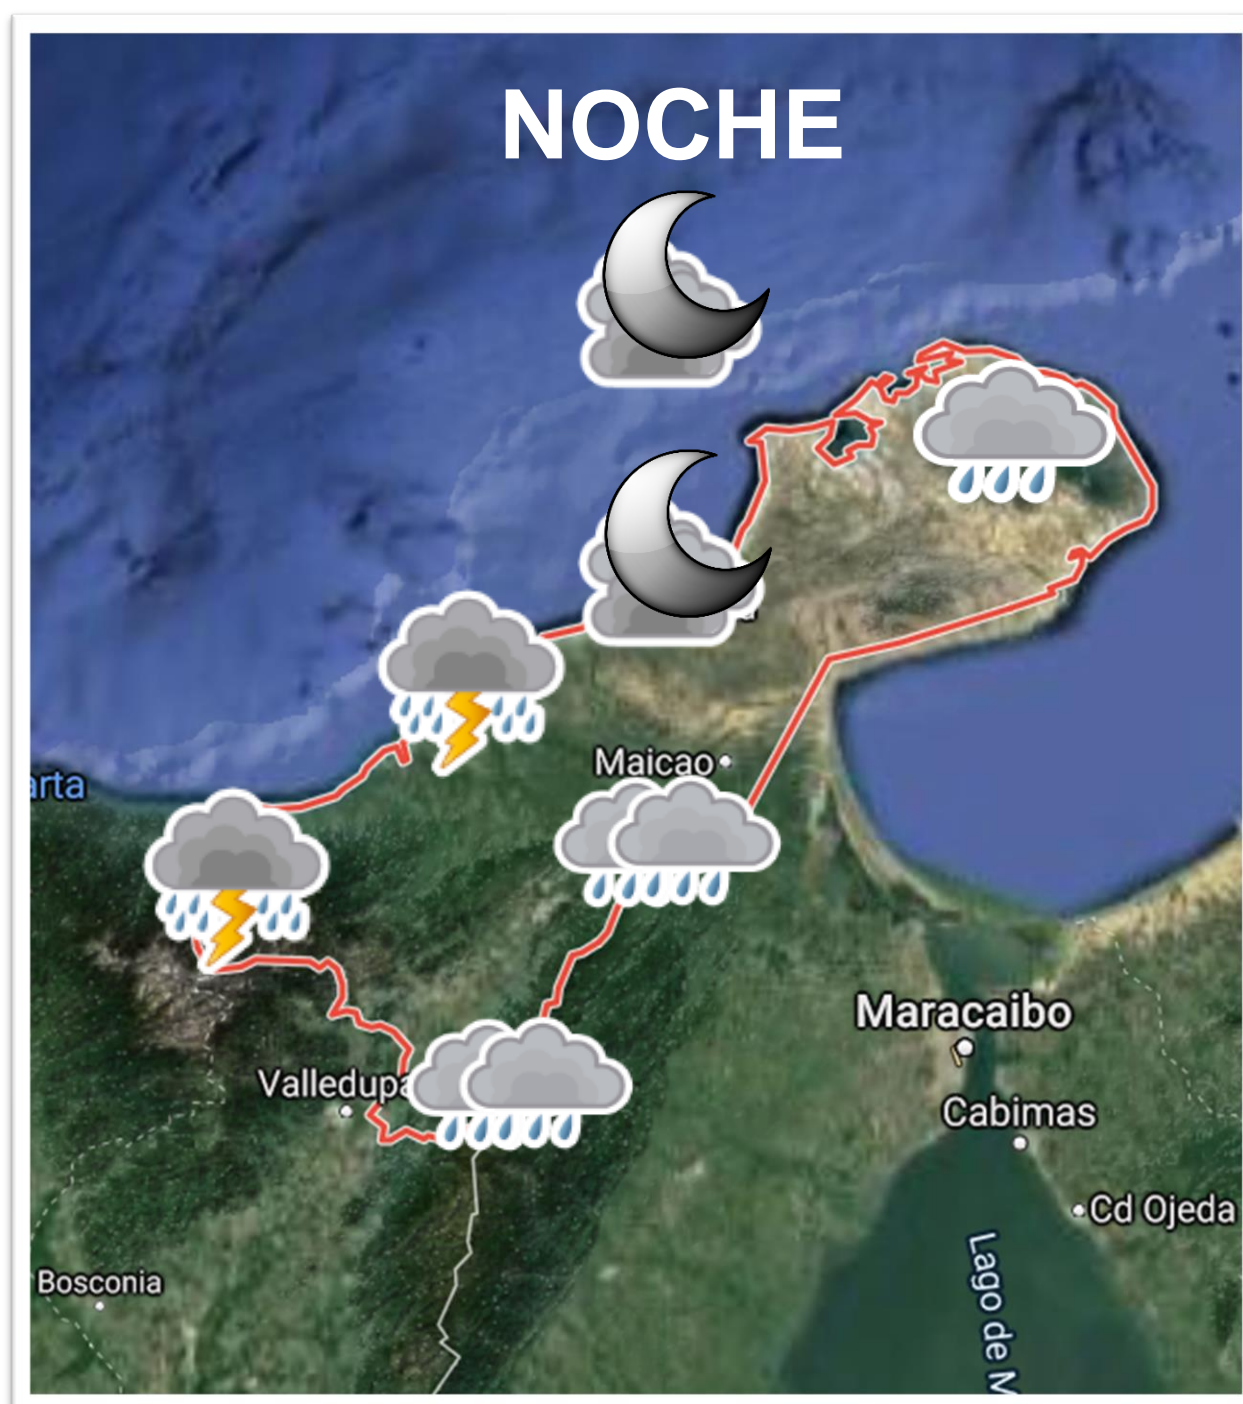 NOCHE
arta
Maicao
Maracaibo
Valledupa
Cabimas
Cd Ojeda
Bosconia
Lago de M